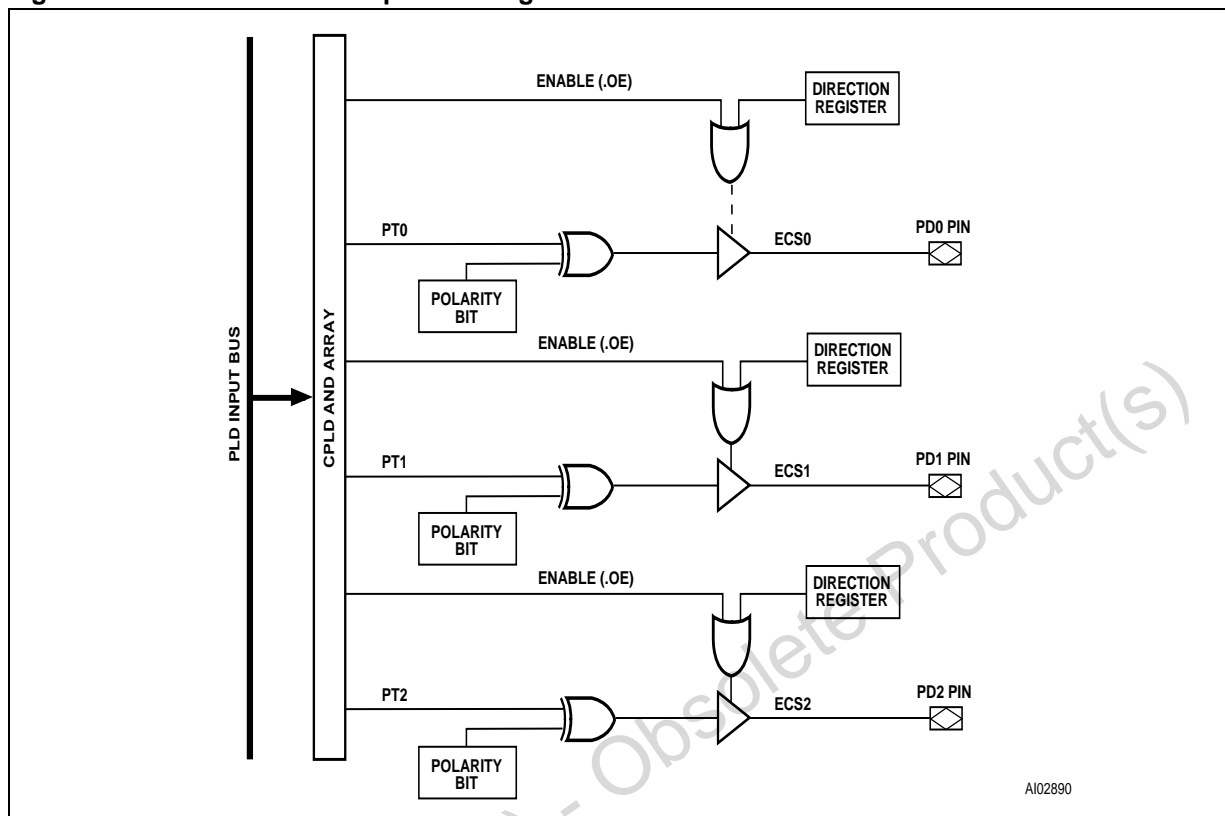 ENABLE (.OE)
DIRECTION
REGISTER
PT0
ECS0
PD0 PIN
POLARITY
BIT
ENABLE (.OE)
DIRECTION
REGISTER
PLD INPUT BUS
CPLD AND ARRAY
PT1
ECS1
PD1 PIN
POLARITY
BIT
ENABLE (.OE)
DIRECTION
REGISTER
PT2
ECS2
PD2 PIN
POLARITY
BIT
AI02890
) - Obsolete Product(s)